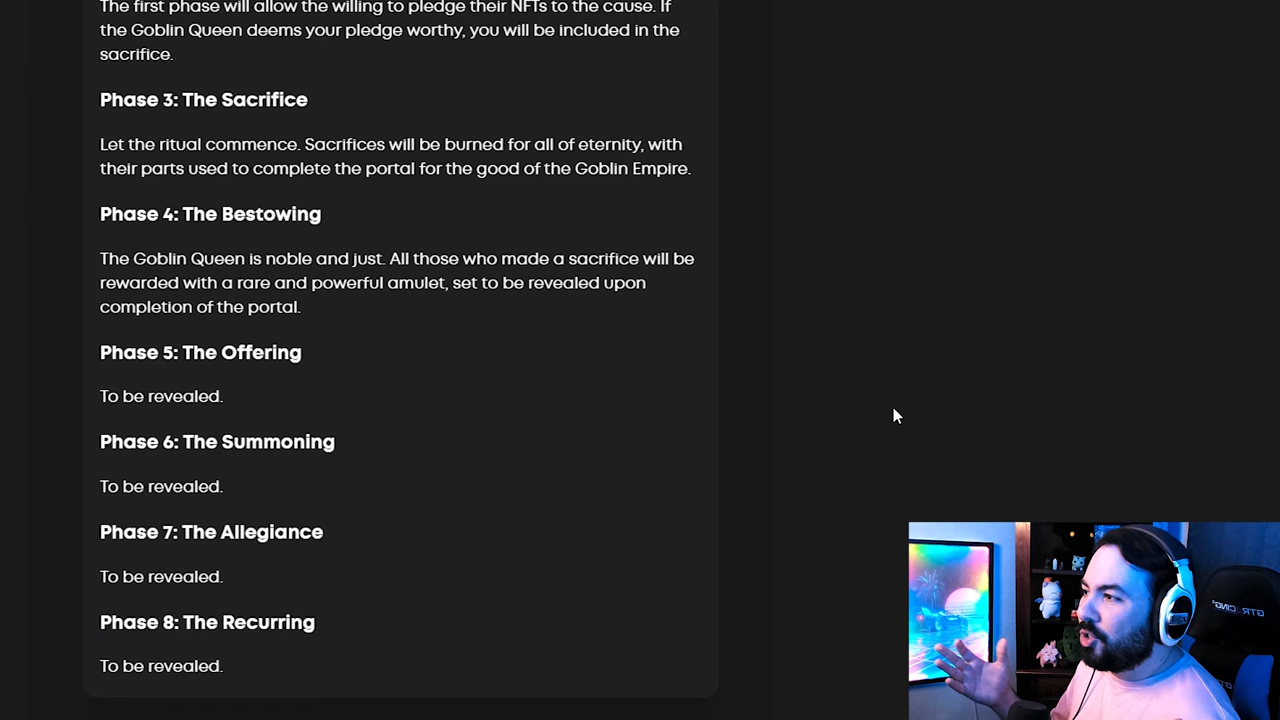 The first phase will allow the willing to pledge their NFTs to the cause. If
the Goblin Queen deems your pledge worthy, you will be included in the
sacrifice.
Phase 3: The Sacrifice
Let the ritual commence. Sacrifices will be burned for all of eternity, with
their parts used to complete the portal for the good of the Goblin Empire.
Phase 4: The Bestowing
The Goblin Queen is noble and just. All those who made a sacrifice will be
rewarded with a rare and powerful amulet, set to be revealed upon
completion of the portal.
Phase 5: The Offering
To be revealed.
Phase 6: The Summoning
To be revealed.
Phase 7: The Allegiance
To be revealed.
Phase 8: The Recurring
To be revealed.
GTRACING